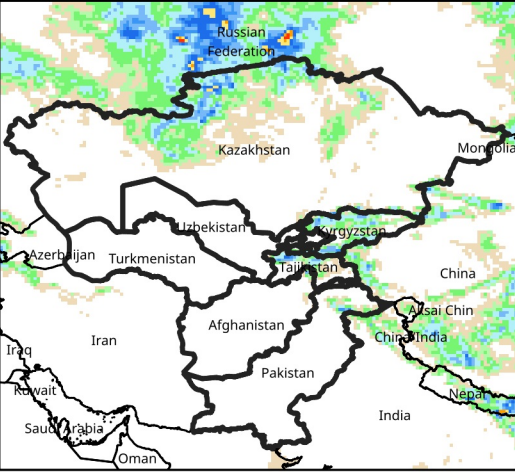 Russian
Federation
Kazakhstan
Mongolia
Uzbekistan
Kyrgyzstan
Azerbaijan
Turkmenistan
Tajikistan
China
Aksai Chin
Afghanistan
China/India
Iran
Iraq
Pakistan
Kuwait
Nepal
India
Saudi Arabia
Oman